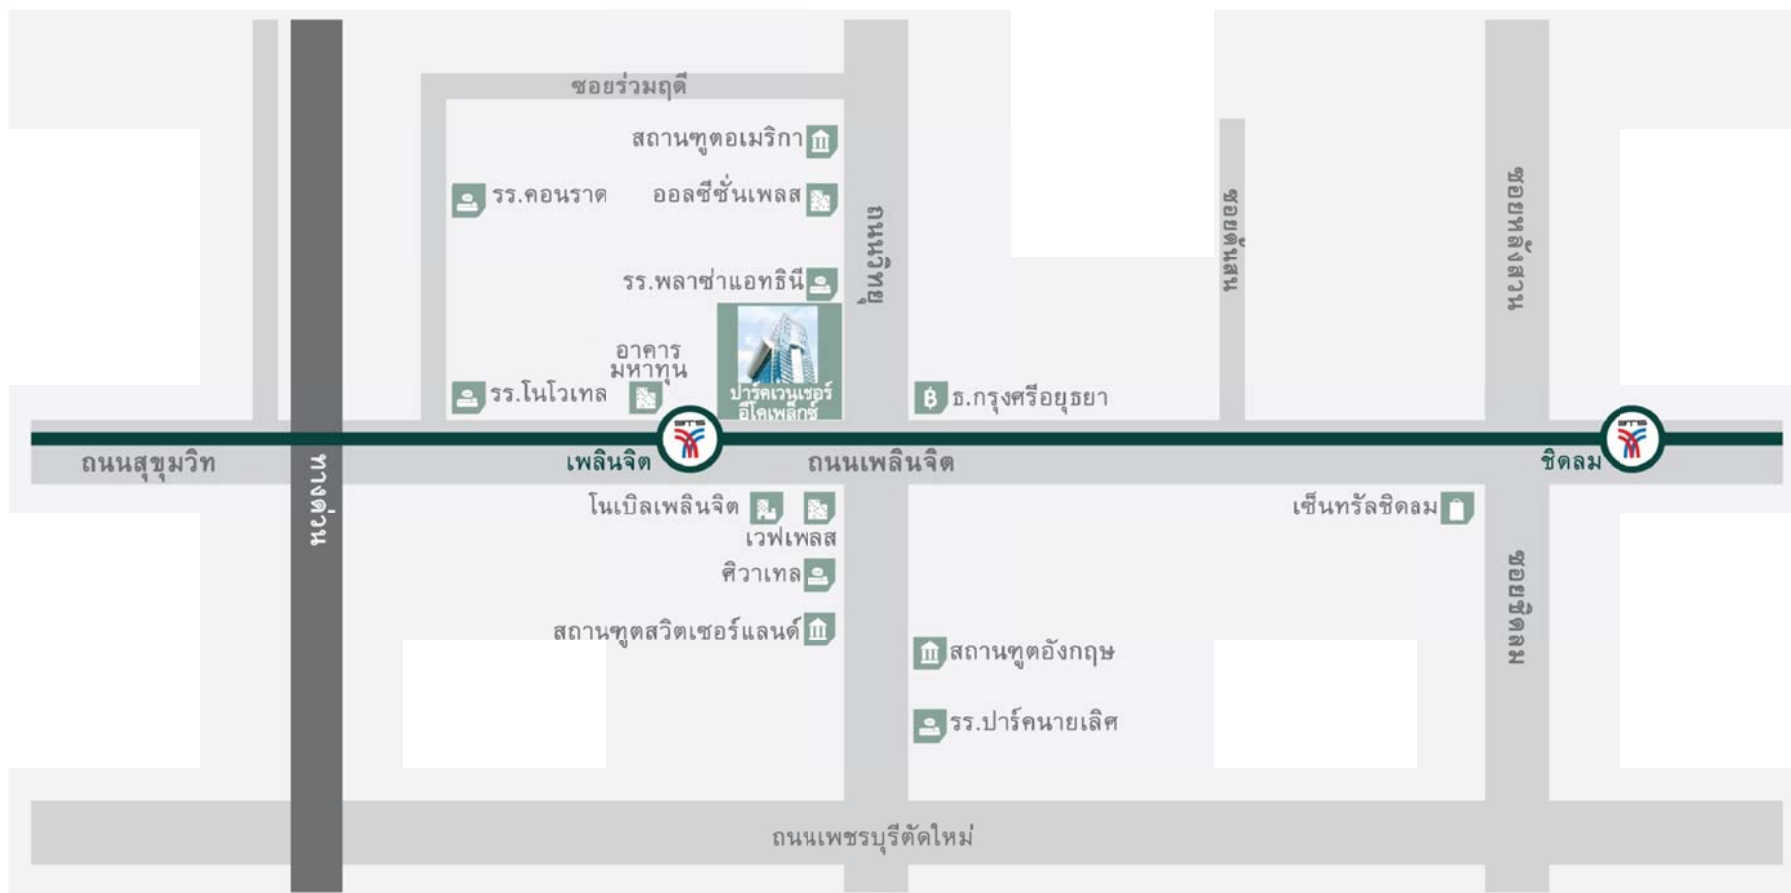 ซอยร่วมฤดี
สถานฑูตอเมริกา
รร.คอนราด
ออลซีซั่นเพลส
ถนนวิทยุ
ซอยต้นสน
ซอยหลังสวน
รร.พลาซ่าแอทธินี
อาคาร
มหาทุน
รร.โนโวเทล
ปาร์คเวนเชอร์
อีโคเพล็กซ์
ธ.กรุงศรีอยุธยา
BTS
BTS
ถนนสุขุมวิท
ทางด่วน
เพลินจิต
ถนนเพลินจิต
ชิดลม
โนเบิลเพลินจิต
เวฟเพลส
เซ็นทรัลชิดลม
ศิวาเทล
ซอยชิดลม
สถานฑูตสวิตเซอร์แลนด์
สถานฑูตอังกฤษ
รร.ปาร์คนายเลิศ
ถนนเพชรบุรีตัดใหม่